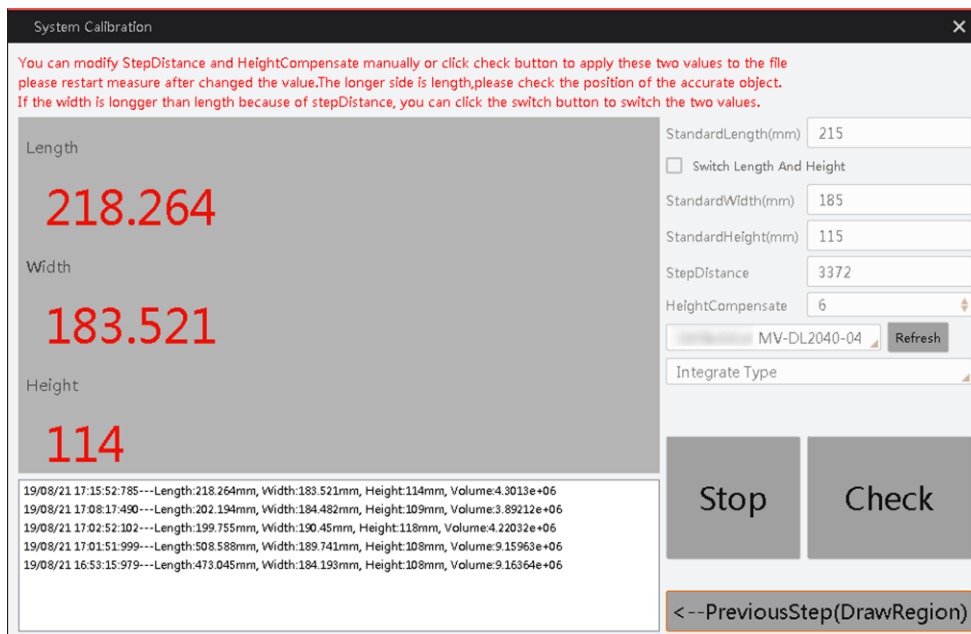 System Calibration
You can modify StepDistance and HeightCompensate manually or click check button to apply these two values to the file
please restart measure after changed the value.The longer side is length,please check the position of the accurate object.
If the width is longger than length because of stepDistance, you can click the switch button to switch the two values.
Length
218.264
Width
183.521
Height
114
StandardLength(mm) 215
Switch Length And Height
StandardWidth(mm) 185
StandardHeight(mm) 115
StepDistance 3372
HeightCompensate 6
MV-DL2040-04 Refresh
Integrate Type
19/08/21 17:15:52:785---Length:218.264mm, Width:183.521mm, Height:114mm, Volume:4.3013e+06
19/08/21 17:08:17:490---Length:202.194mm, Width:184.482mm, Height:109mm, Volume:3.89212e+06
19/08/21 17:02:52:102---Length:199.755mm, Width:190.45mm, Height:118mm, Volume:4.22032e+06
19/08/21 17:01:51:999---Length:508.588mm, Width:189.741mm, Height:108mm, Volume:9.15963e+06
19/08/21 16:53:15:979---Length:473.045mm, Width:184.193mm, Height:108mm, Volume:9.16364e+06
Stop Check
<--PreviousStep(DrawRegion)